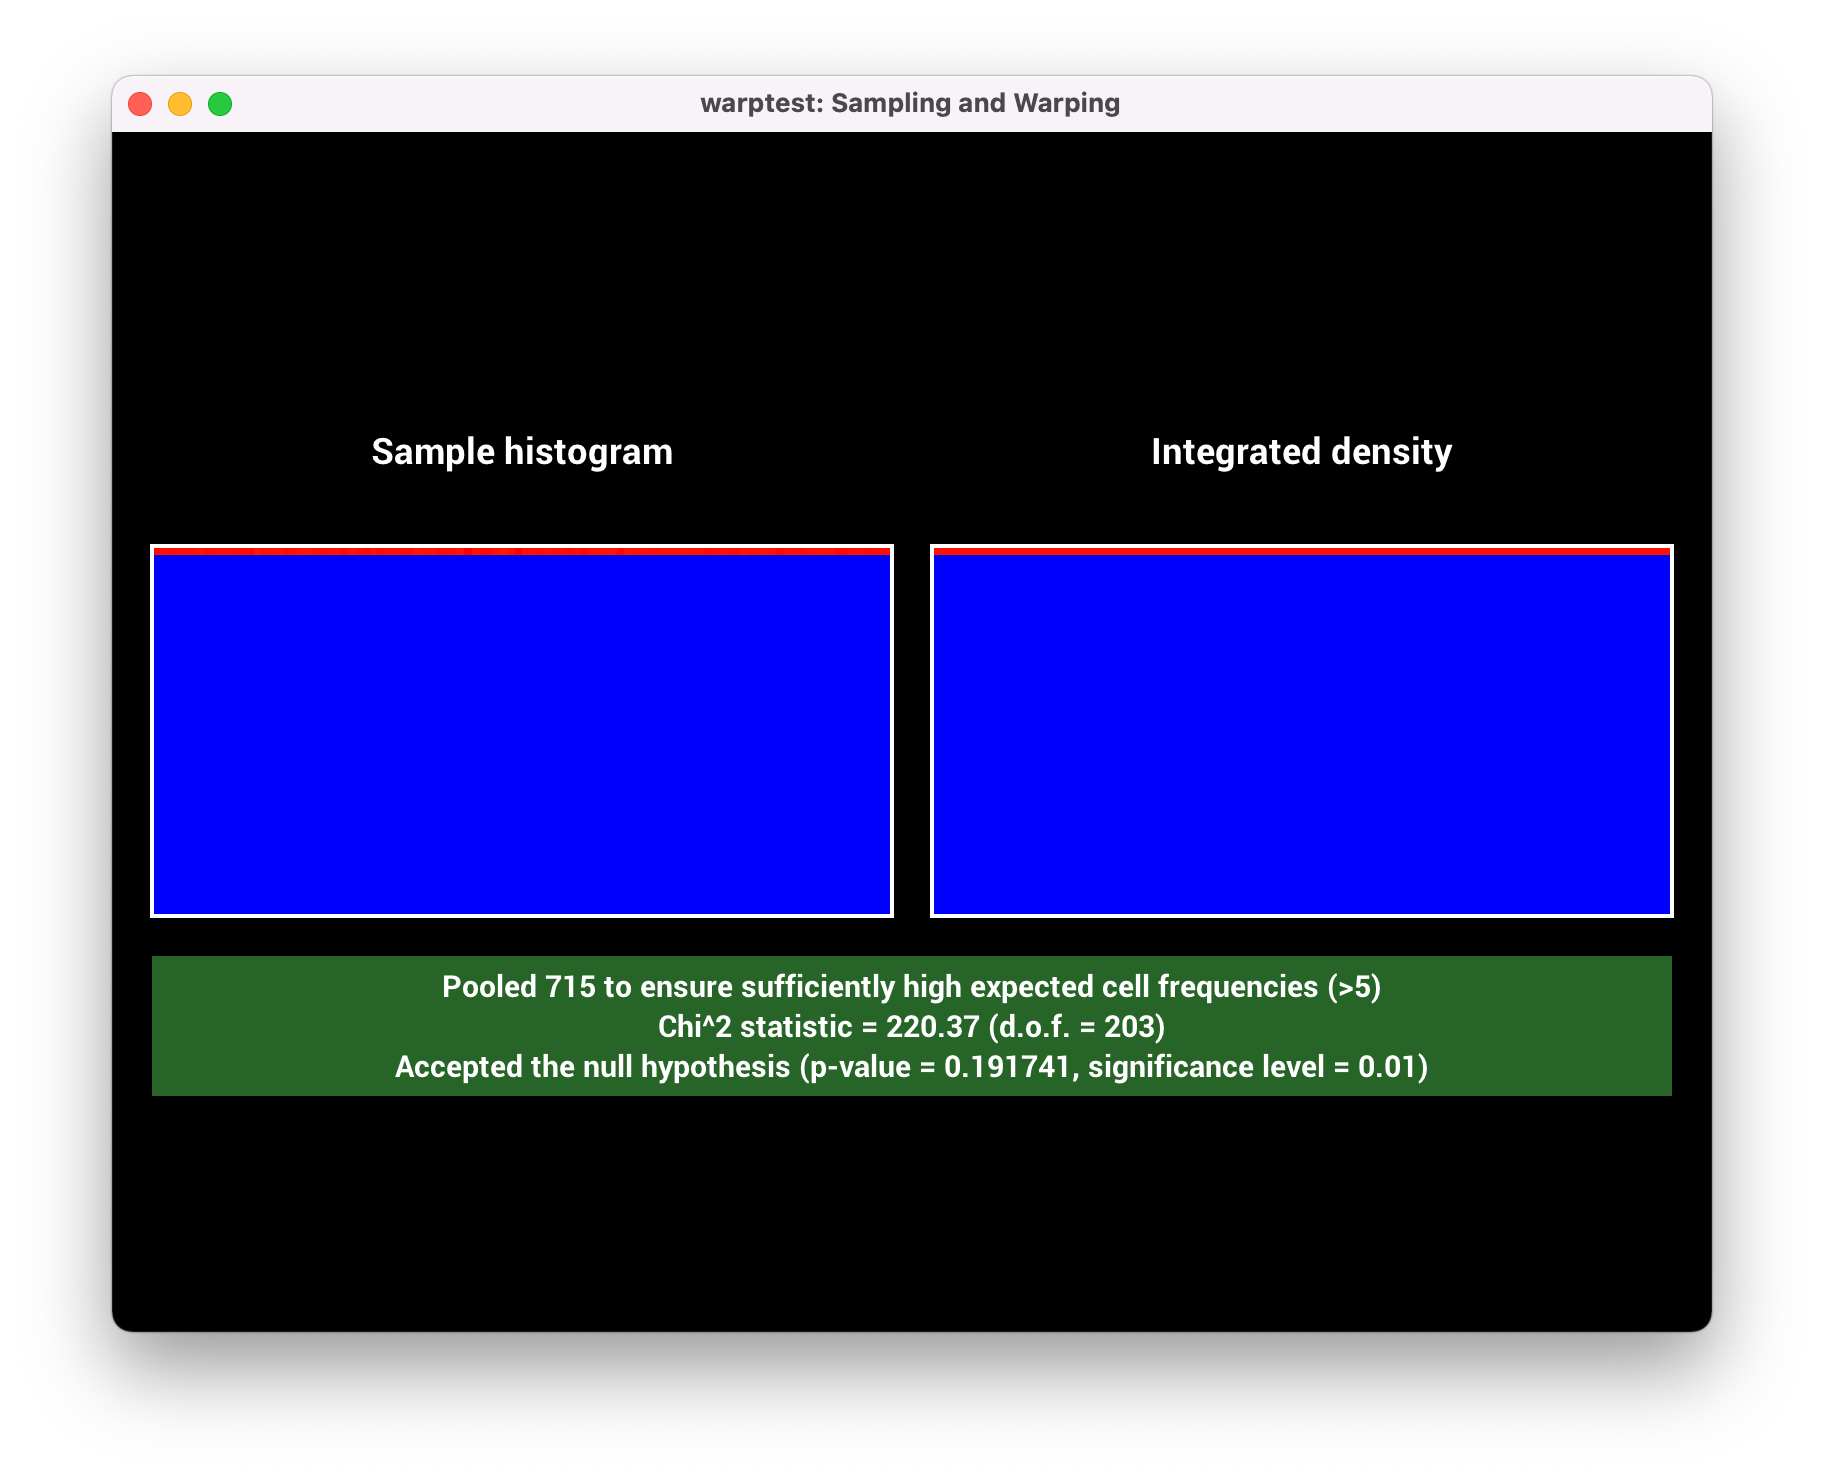 warptest: Sampling and Warping
Sample histogram
Integrated density
Pooled 715 to ensure sufficiently high expected cell frequencies (>5)
Chi^2 statistic = 220.37 (d.o.f. = 203)
Accepted the null hypothesis (p-value = 0.191741, significance level = 0.01)